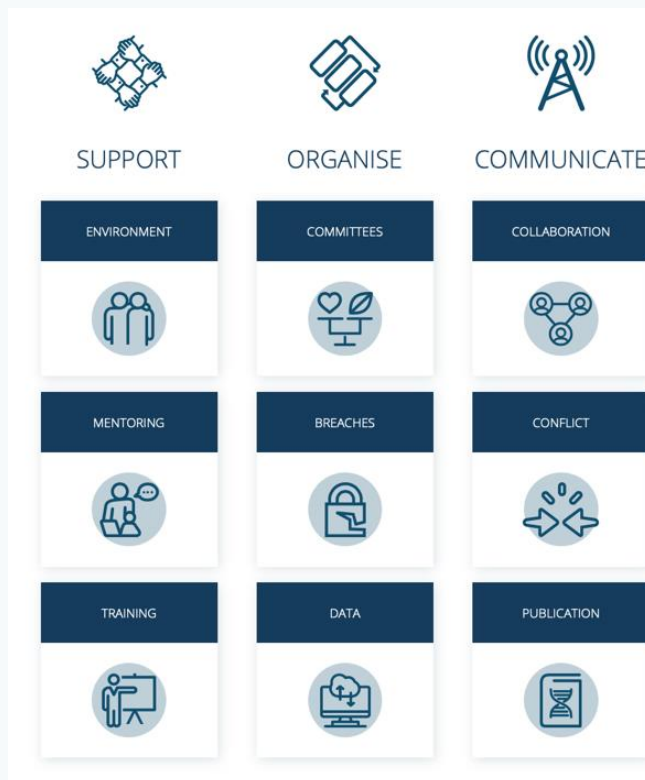 SUPPORT
ORGANISE
COMMUNICATE
ENVIRONMENT
COMMITTEES
COLLABORATION
MENTORING
BREACHES
CONFLICT
TRAINING
DATA
PUBLICATION